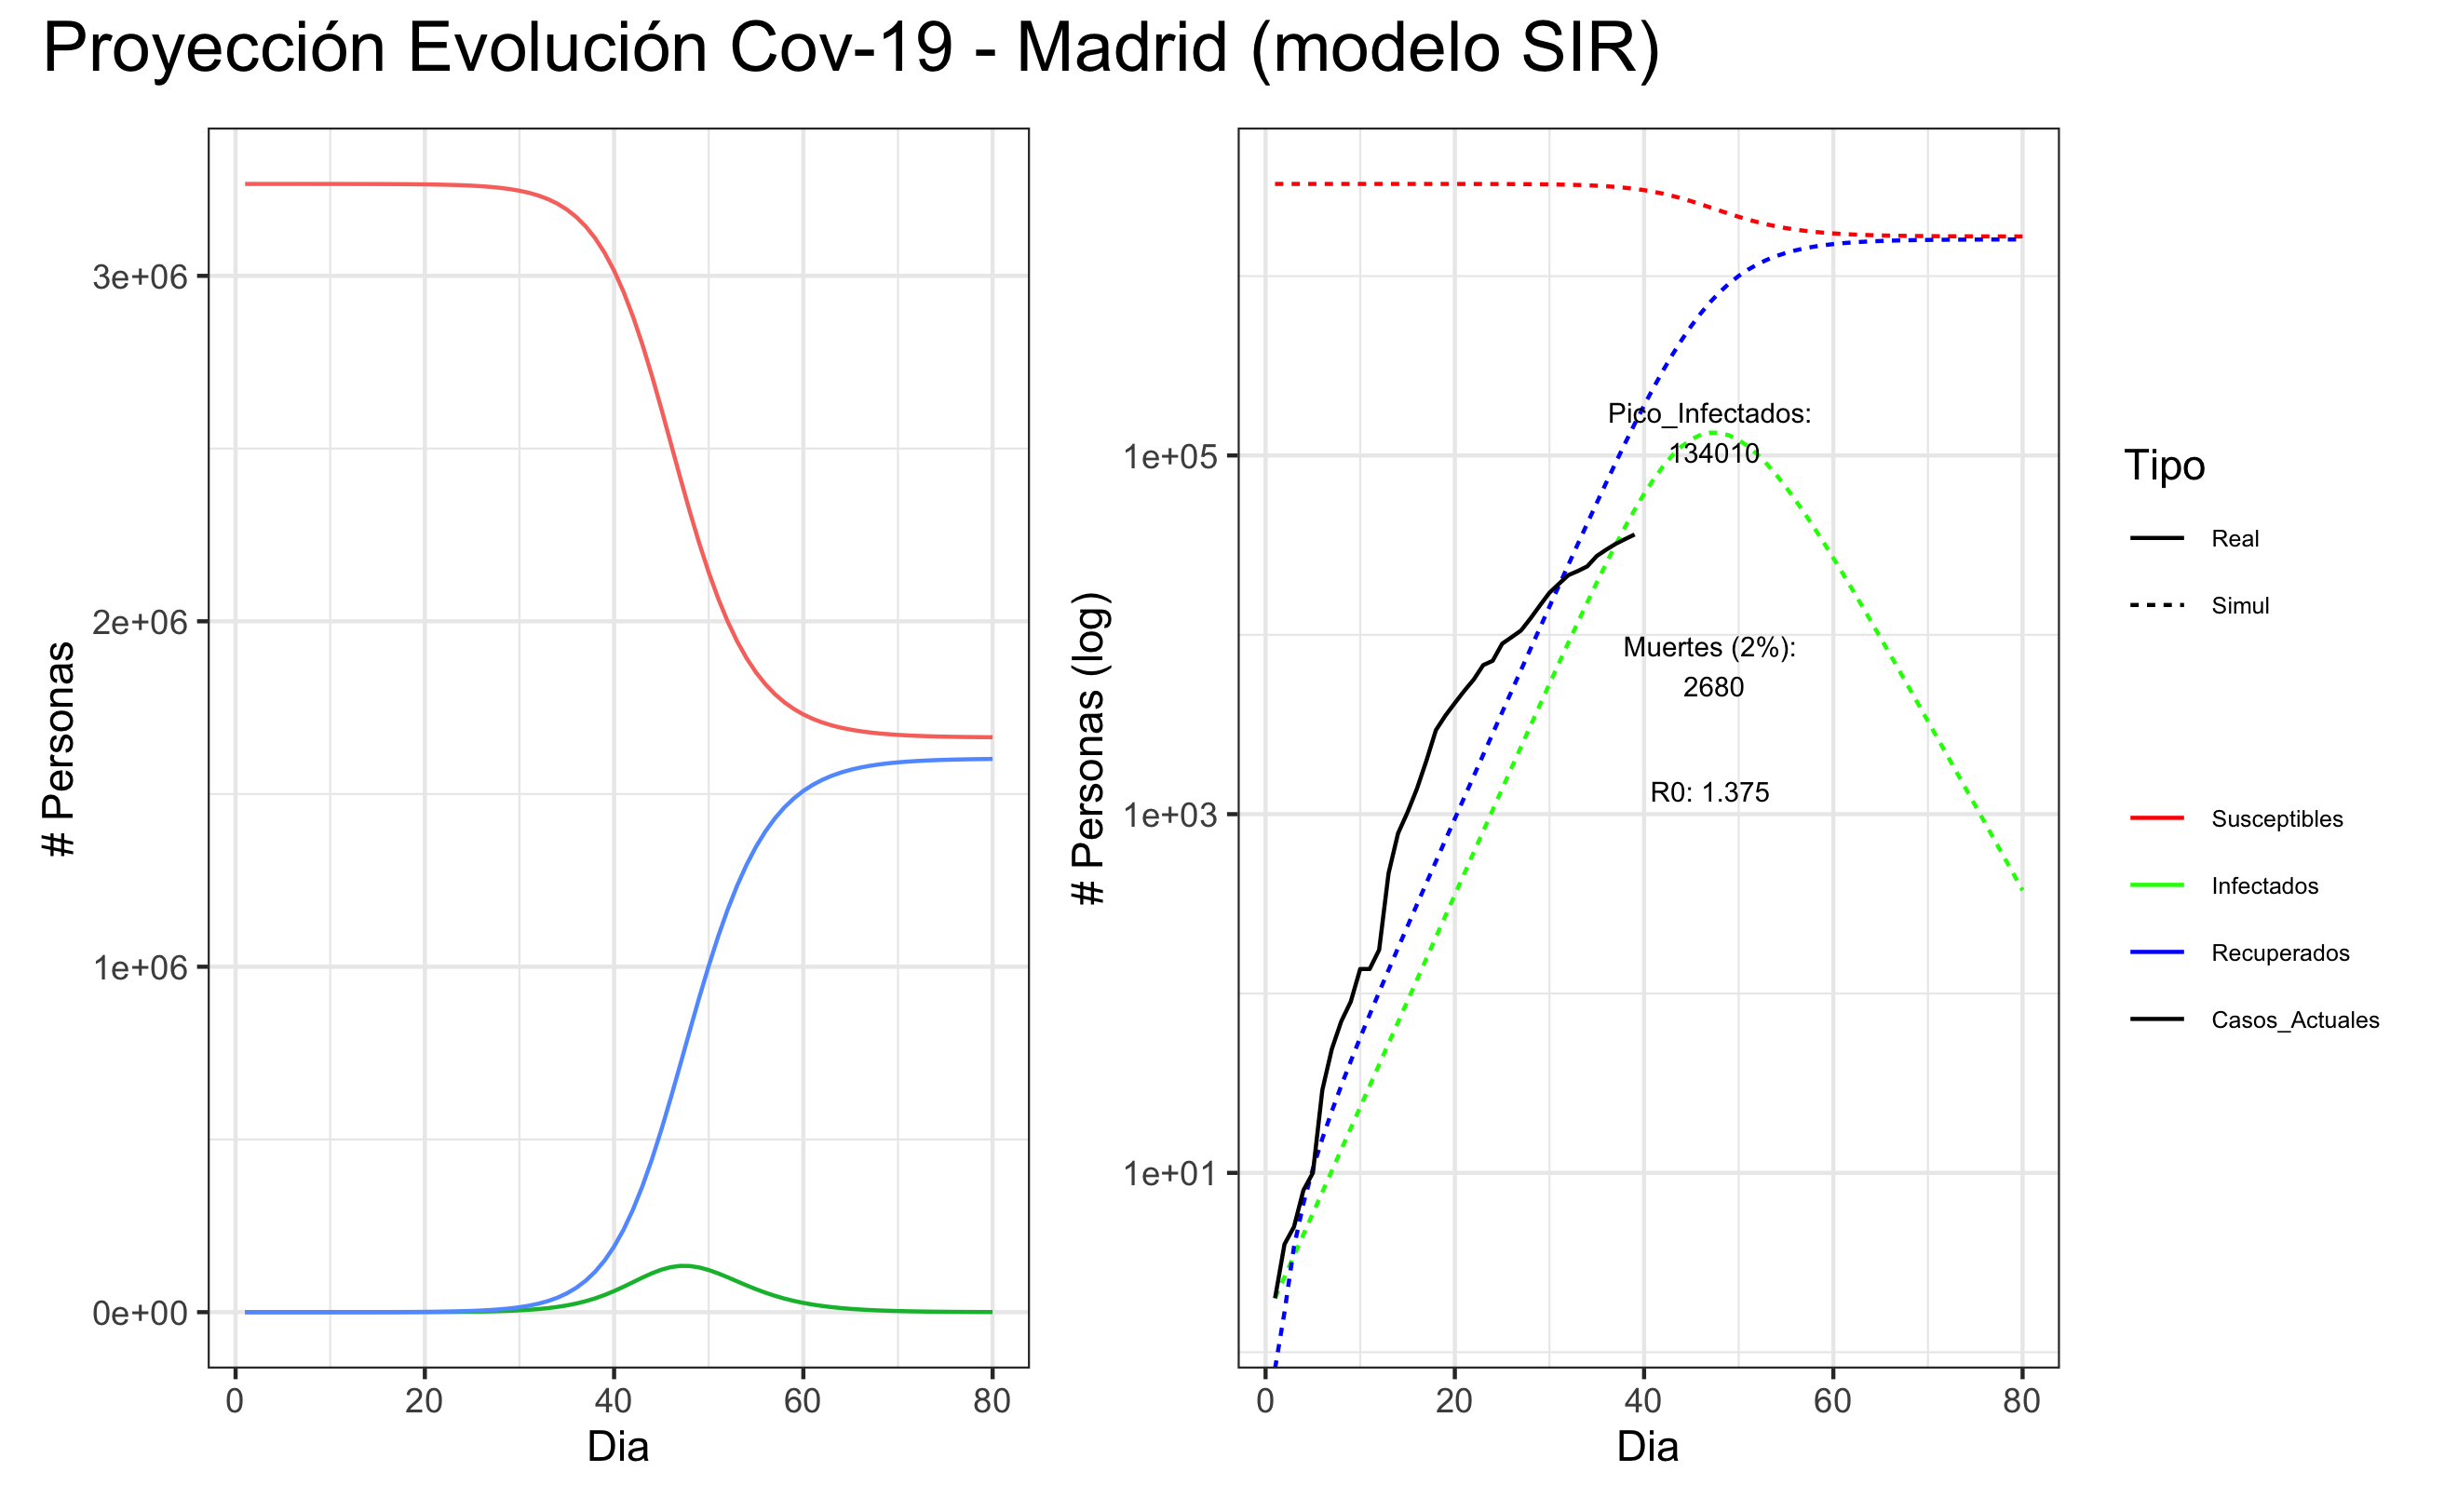 Proyección Evolución Cov-19 - Madrid (modelo SIR)
# Personas
3e+06
2e+06
1e+06
0e+00
0 20 40 60 80
Dia
# Personas (log)
1e+05
1e+03
1e+01
Pico_Infectados:
134010
Muertes (2%):
2680
R0: 1.375
0 20 40 60 80
Dia
Tipo
Real
Simul
Susceptibles
Infectados
Recuperados
Casos_Actuales